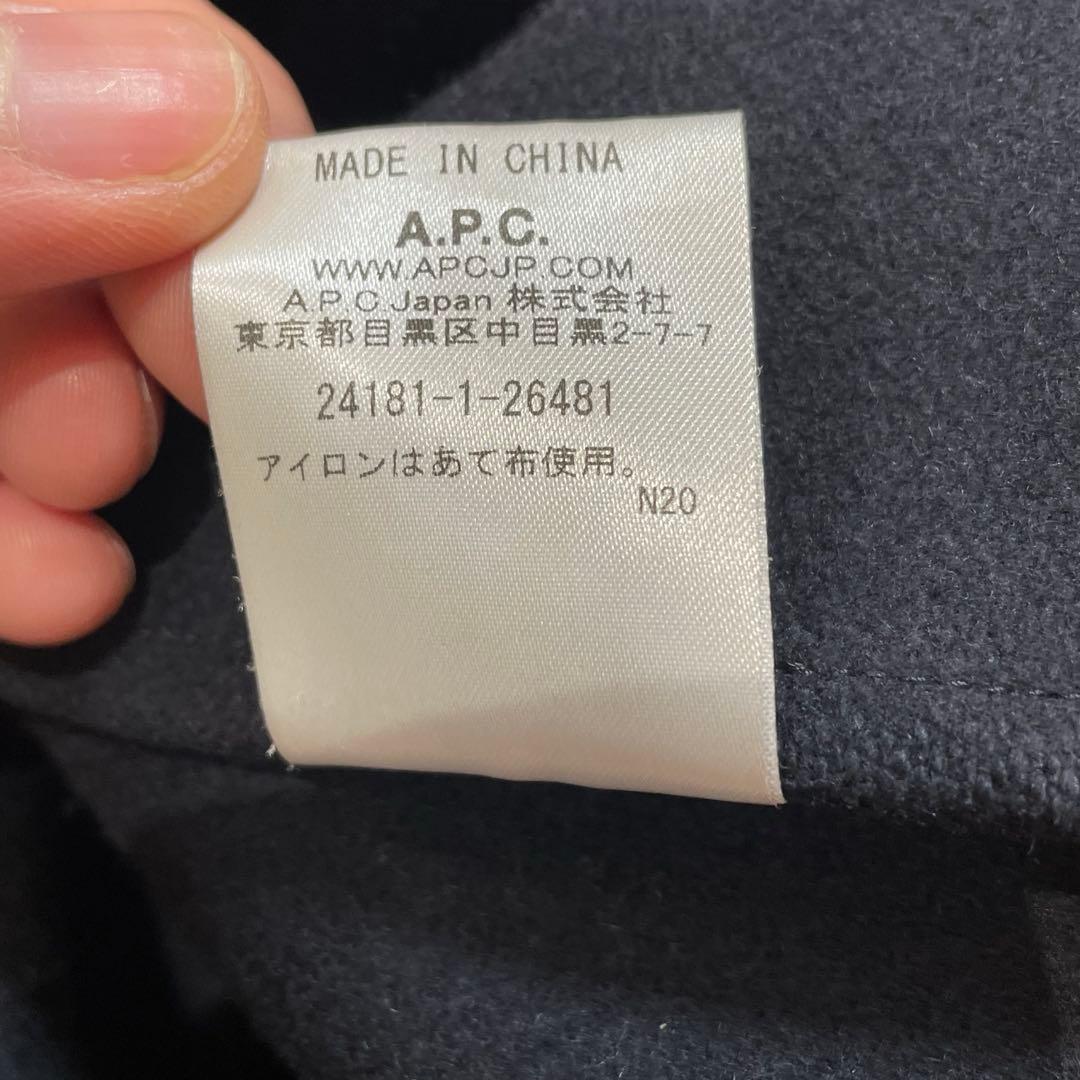 MADE IN CHINA
A.P.C.
WWW.APCJP.COM
A.P.C.Japan 株式会社
東京都目黒区中目黒2-7-7
24181-1-26481
アイロンはあて布使用。
N20